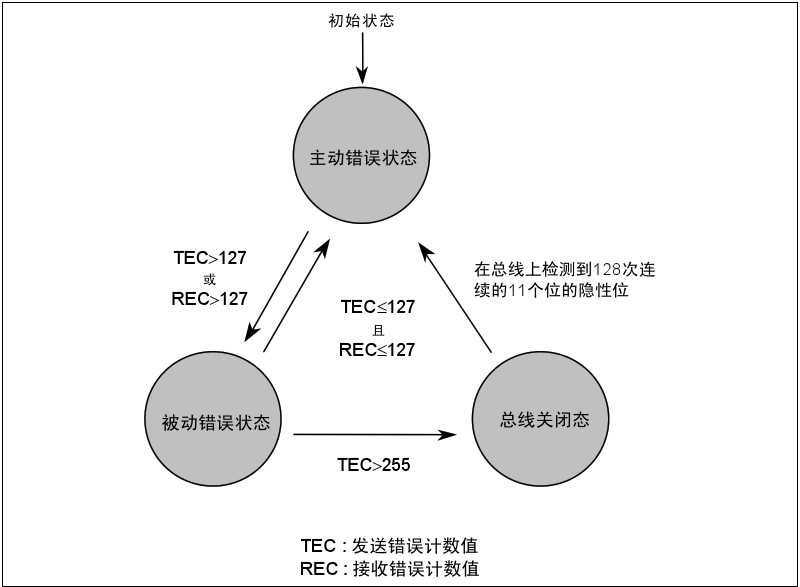 初始状态
主动错误状态
TEC>127
或
REC>127
在总线上检测到128次连
续的11个位的隐性位
TEC≤127
且
REC≤127
被动错误状态
总线关闭态
TEC>255
TEC : 发送错误计数值
REC : 接收错误计数值